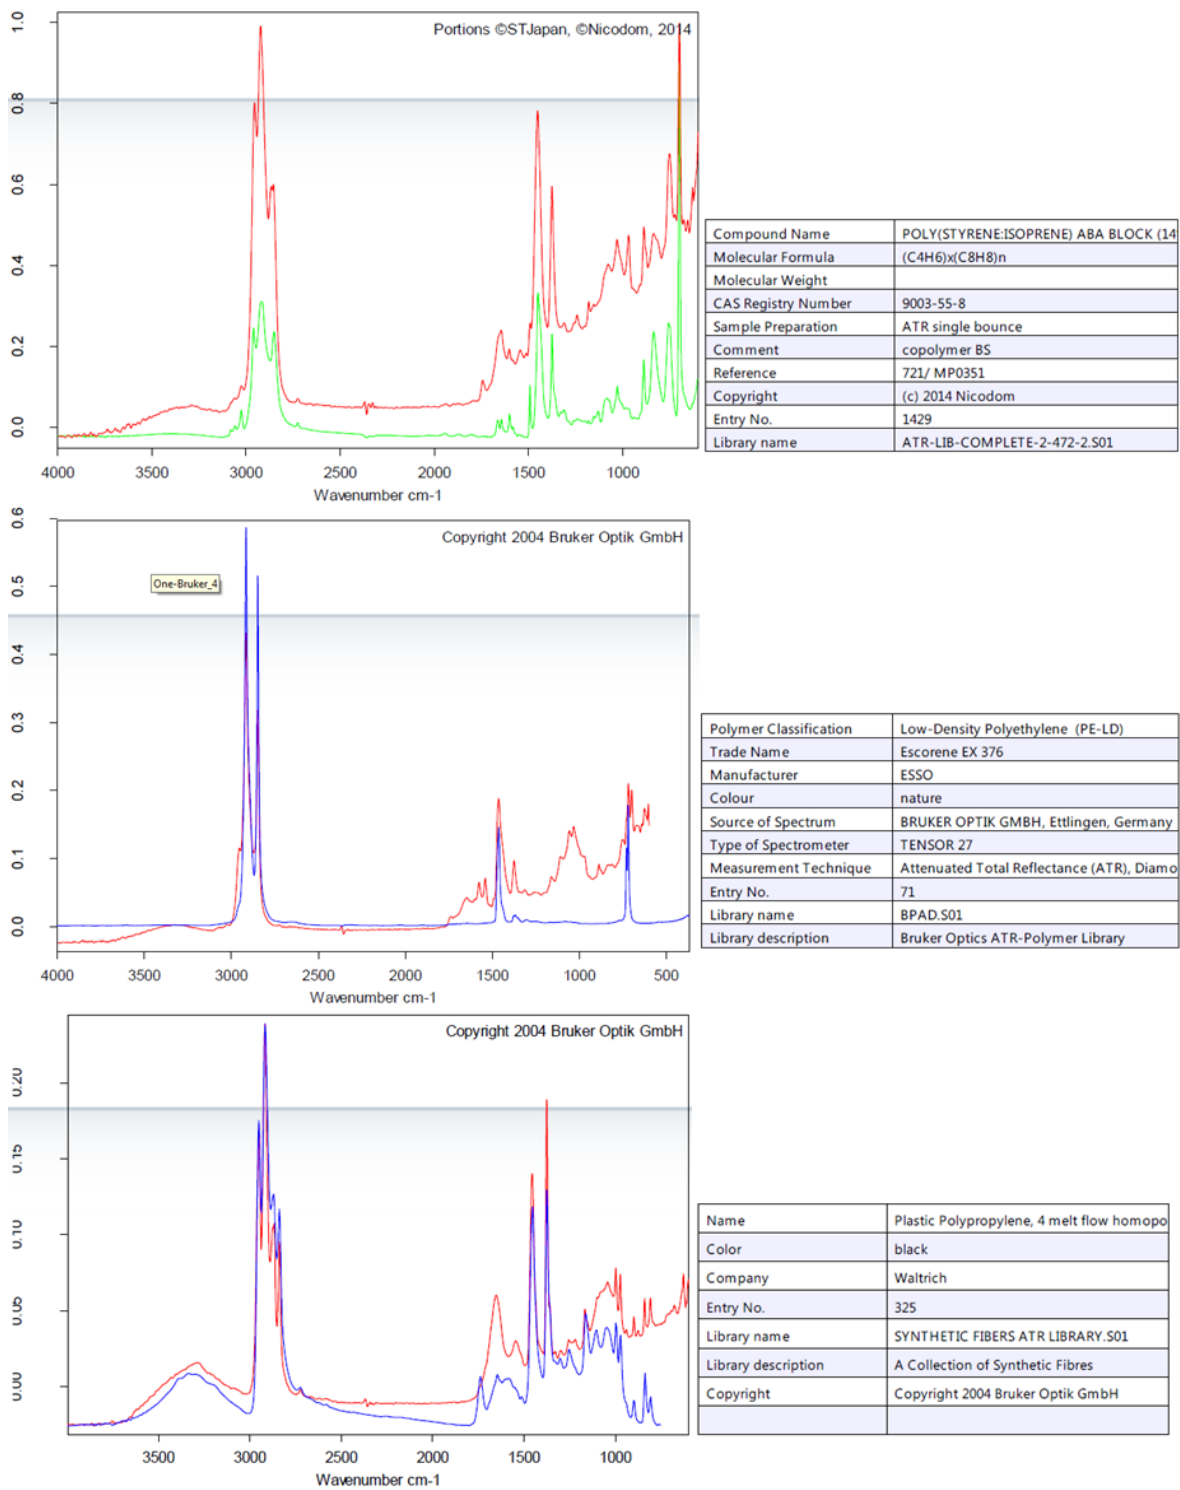 Portions ©STJapan, ©Nicodom, 2014
1.0
0.8
0.6
0.4
0.2
0.0
4000 3500 3000 2500 2000 1500 1000
Wavenumber cm-1
Compound Name POLY(STYRENE:ISOPRENE) ABA BLOCK (14
Molecular Formula (C4H6)x(C8H8)n
Molecular Weight
CAS Registry Number 9003-55-8
Sample Preparation ATR single bounce
Comment copolymer BS
Reference 721/ MP0351
Copyright (c) 2014 Nicodom
Entry No. 1429
Library name ATR-LIB-COMPLETE-2-472-2.S01
Copyright 2004 Bruker Optik GmbH
One-Bruker_4
0.6
0.5
0.4
0.3
0.2
0.1
0.0
4000 3500 3000 2500 2000 1500 1000 500
Wavenumber cm-1
Polymer Classification Low-Density Polyethylene (PE-LD)
Trade Name Escorene EX 376
Manufacturer ESSO
Colour nature
Source of Spectrum BRUKER OPTIK GMBH, Ettlingen, Germany
Type of Spectrometer TENSOR 27
Measurement Technique Attenuated Total Reflectance (ATR), Diamo
Entry No. 71
Library name BPAD.S01
Library description Bruker Optics ATR-Polymer Library
Copyright 2004 Bruker Optik GmbH
0.20
0.15
0.10
0.05
0.00
3500 3000 2500 2000 1500 1000
Wavenumber cm-1
Name Plastic Polypropylene, 4 melt flow homopo
Color black
Company Waltrich
Entry No. 325
Library name SYNTHETIC FIBERS ATR LIBRARY.S01
Library description A Collection of Synthetic Fibres
Copyright Copyright 2004 Bruker Optik GmbH